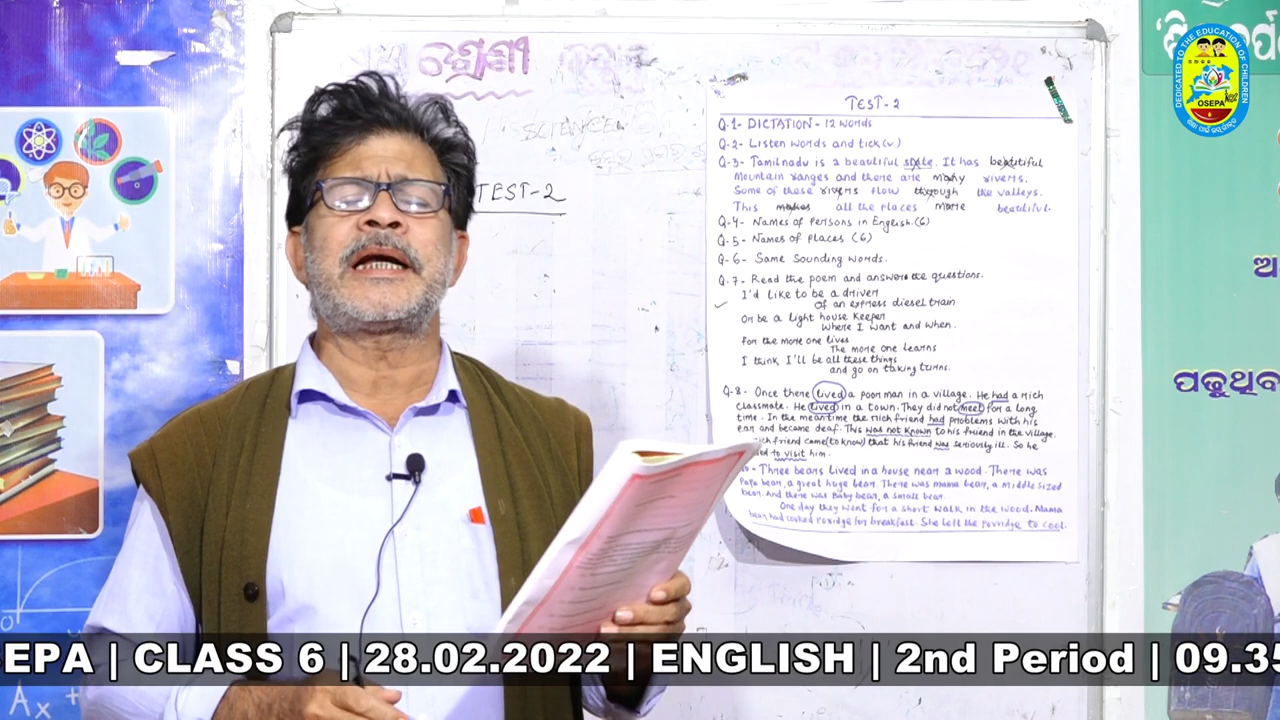 ଶ୍ରେଣୀ
SCIENCE
TEST-2
TEST-2
Q.1- DICTATION - 12 words
Q.-2- Listen words and tick(√)
Q.-3- Tamilnadu is a beautiful state. It has beautiful
Mountain ranges and there are many rivers.
Some of these rivers flow through the valleys.
This makes all the places more beautiful.
Q.-4- Names of Persons in English.(6)
Q.-5- Names of places (6)
Q.-6- Same Sounding words.
Q.7- Read the poem and answere the questions.
I'd like to be a driver
Of an express diesel train
Or be a light house keeper
Where I want and when.
for the more one lives
The more one learns
I think, I'll be all these things
and go on taking turns.
Q.-8- Once there lived a poor man in a village. He had a rich
classmate. He lived in a town. They did not meet for a long
time. In the meantime the rich friend had problems with his
ear and became deaf. This was not known to his friend in the village.
rich friend came (to know) that his friend was seriously ill. So he
to visit him.
Three bears lived in a house near a wood. There was
Papa bear, a great huge bear. There was mama bear, a middle sized
bear. And there was Baby bear, a small bear
One day they went for a short walk in the wood. Mama
bear had cooked poridge for breakfast. She left the porridge to cool.
DEDICATED TO THE EDUCATION OF CHILDREN
OSEPA
ପଢୁଥିବ
EPA | CLASS 6 | 28.02.2022 | ENGLISH | 2nd Period | 09.35